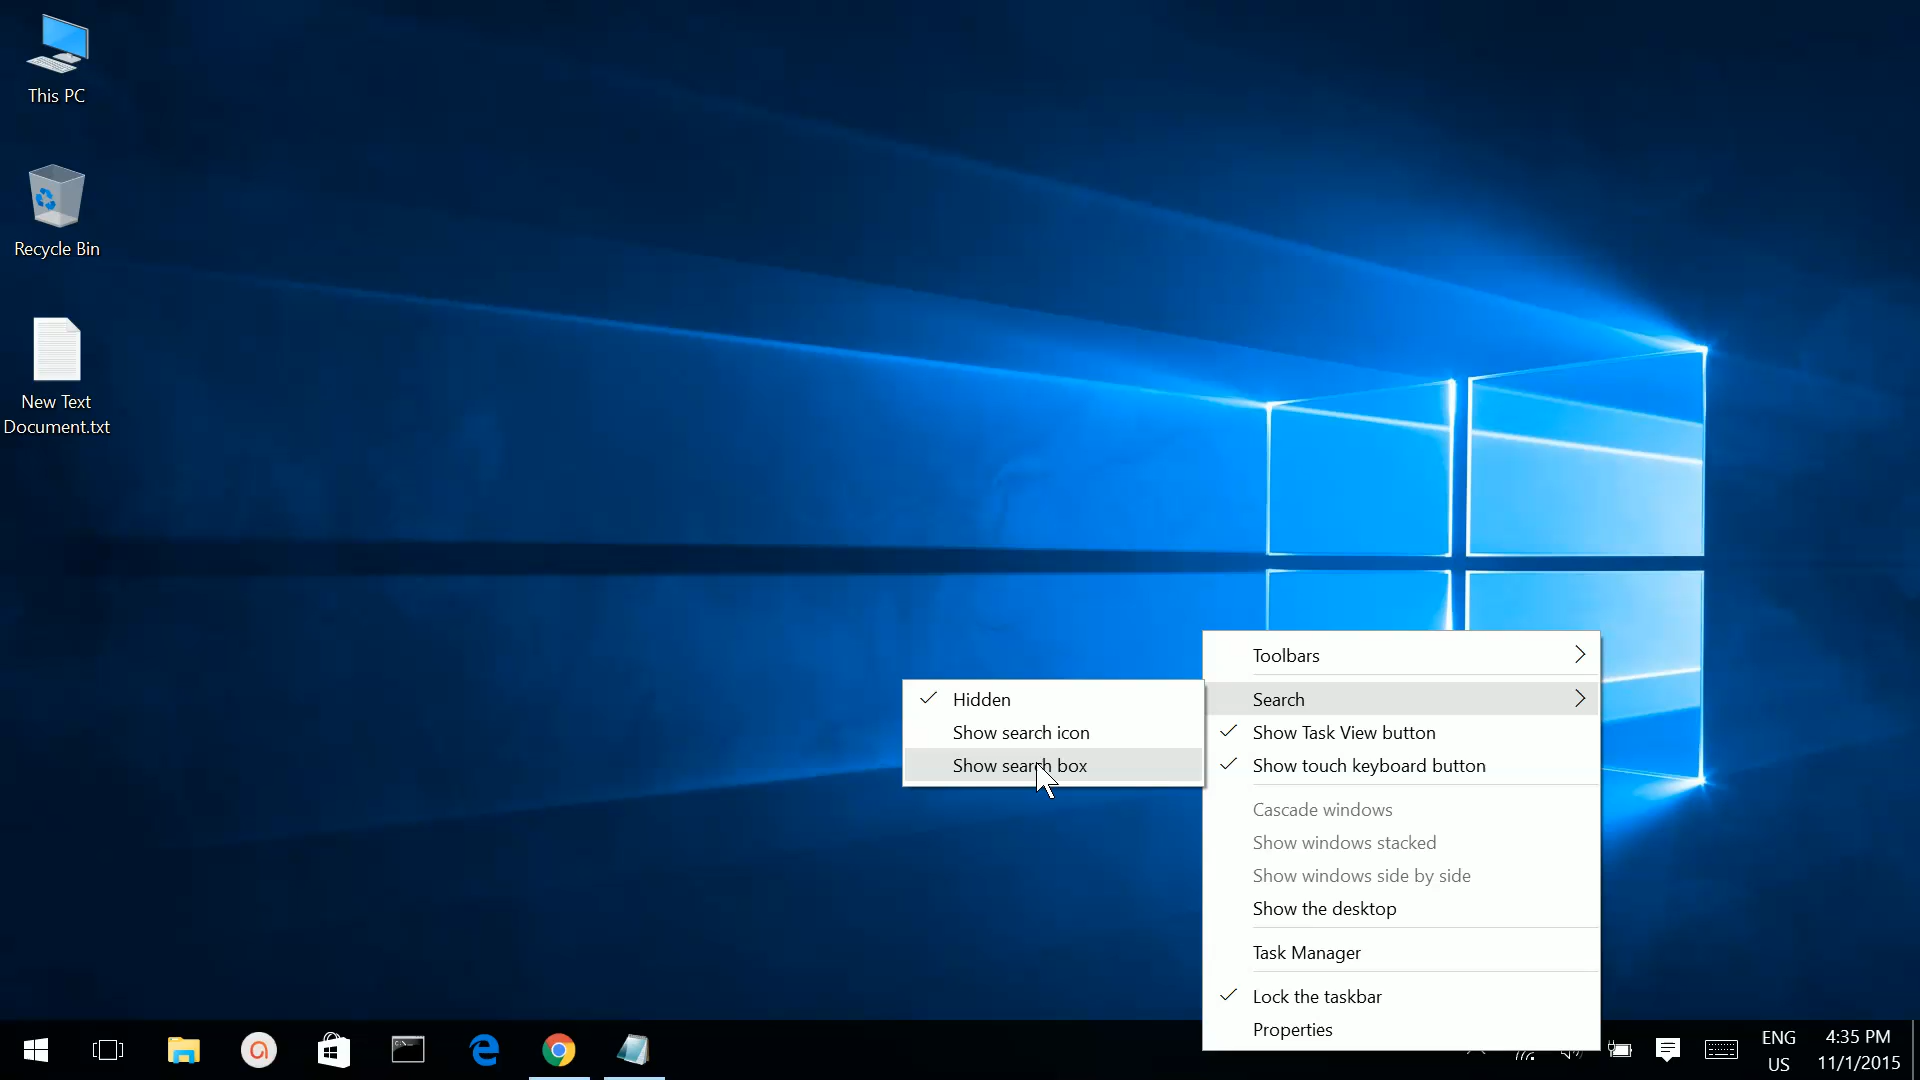 This PC
Recycle Bin
New Text
Document.txt
Hidden
Show search icon
Show search box
Toolbars
Search
Show Task View button
Show touch keyboard button
Cascade windows
Show windows stacked
Show windows side by side
Show the desktop
Task Manager
Lock the taskbar
Properties
ENG
US
4:35 PM
11/1/2015